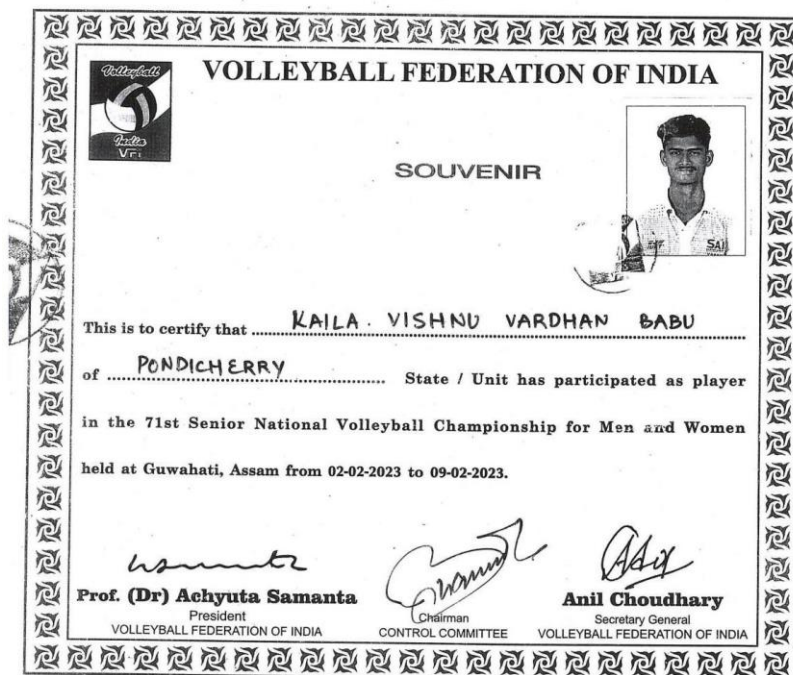 VOLLEYBALL FEDERATION OF INDIA
Volleyball
India
VFI
SOUVENIR
SAI
This is to certify that KAILA. VISHNU VARDHAN BABU
of PONDICHERRY State / Unit has participated as player
in the 71st Senior National Volleyball Championship for Men and Women
held at Guwahati, Assam from 02-02-2023 to 09-02-2023.
Prof. (Dr) Achyuta Samanta
President
VOLLEYBALL FEDERATION OF INDIA
Chairman
CONTROL COMMITTEE
Anil Choudhary
Secretary General
VOLLEYBALL FEDERATION OF INDIA